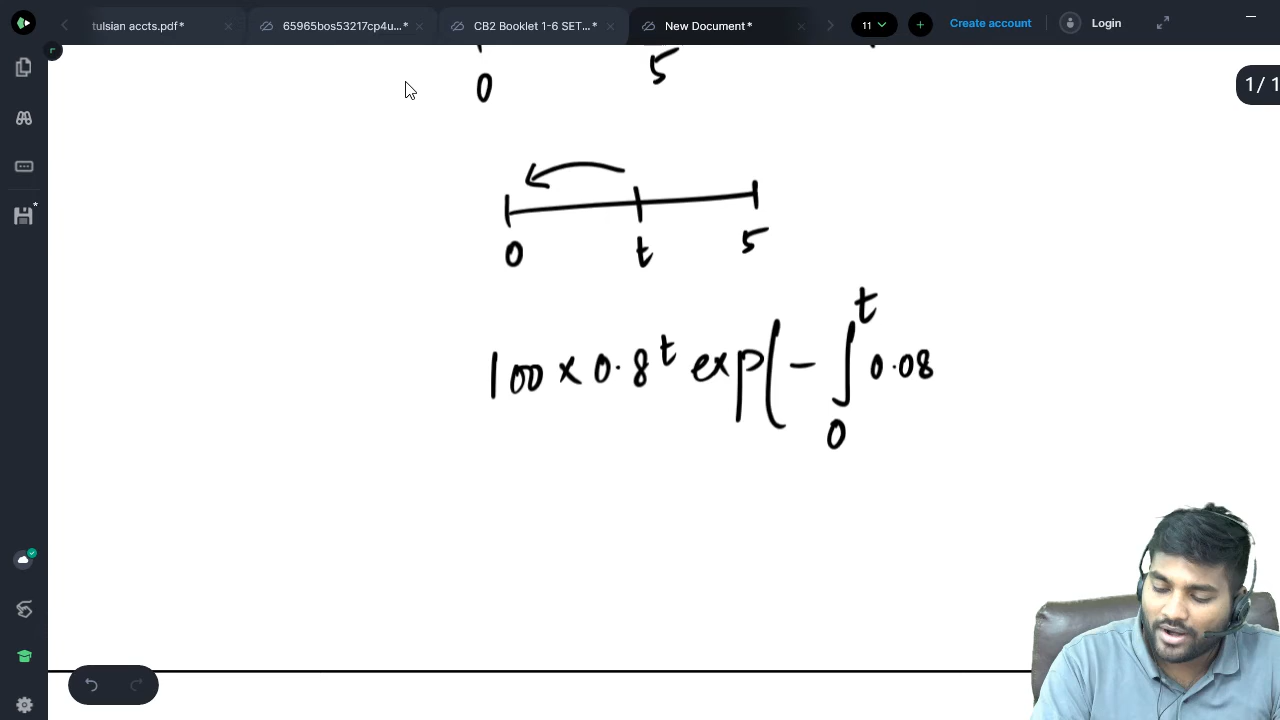 tulsian accts.pdf* 65965bos53217cp4u...* CB2 Booklet 1-6 SET...* New Document* 11 Create account Login
1 / 1
0 5
0 t 5
100 × 0.8^t exp(- ∫_0^t 0.08